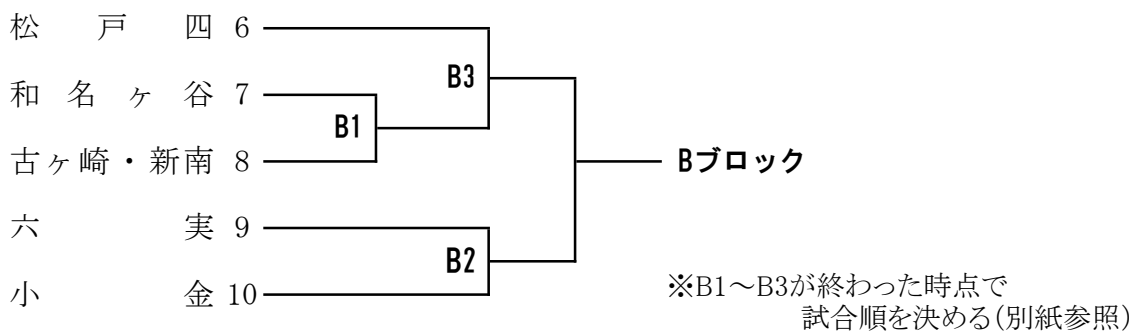 松戸四 6
B3
和名ヶ谷 7
B1
古ヶ崎・新南 8
Bブロック
六実 9
B2
小金 10
※B1～B3が終わった時点で
試合順を決める(別紙参照)